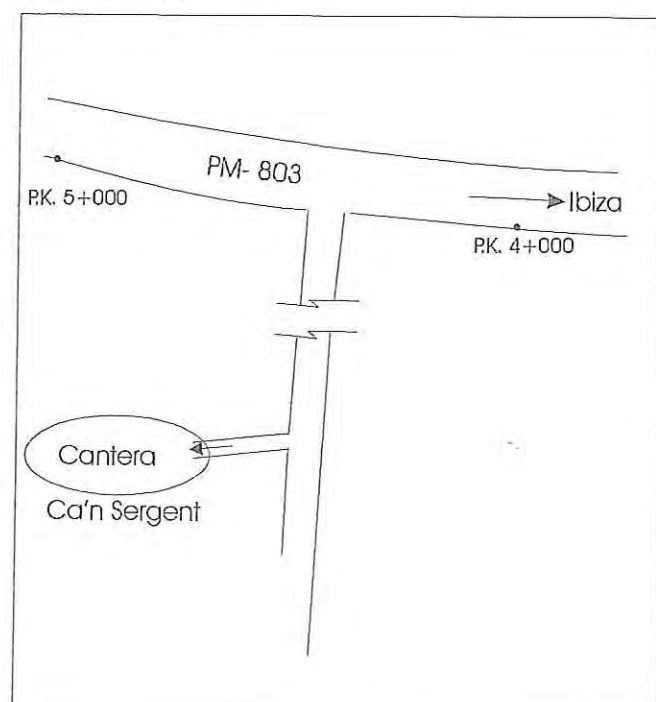 PM- 803
Ibiza
P.K. 5+000
P.K. 4+000
Cantera
Ca'n Sergent